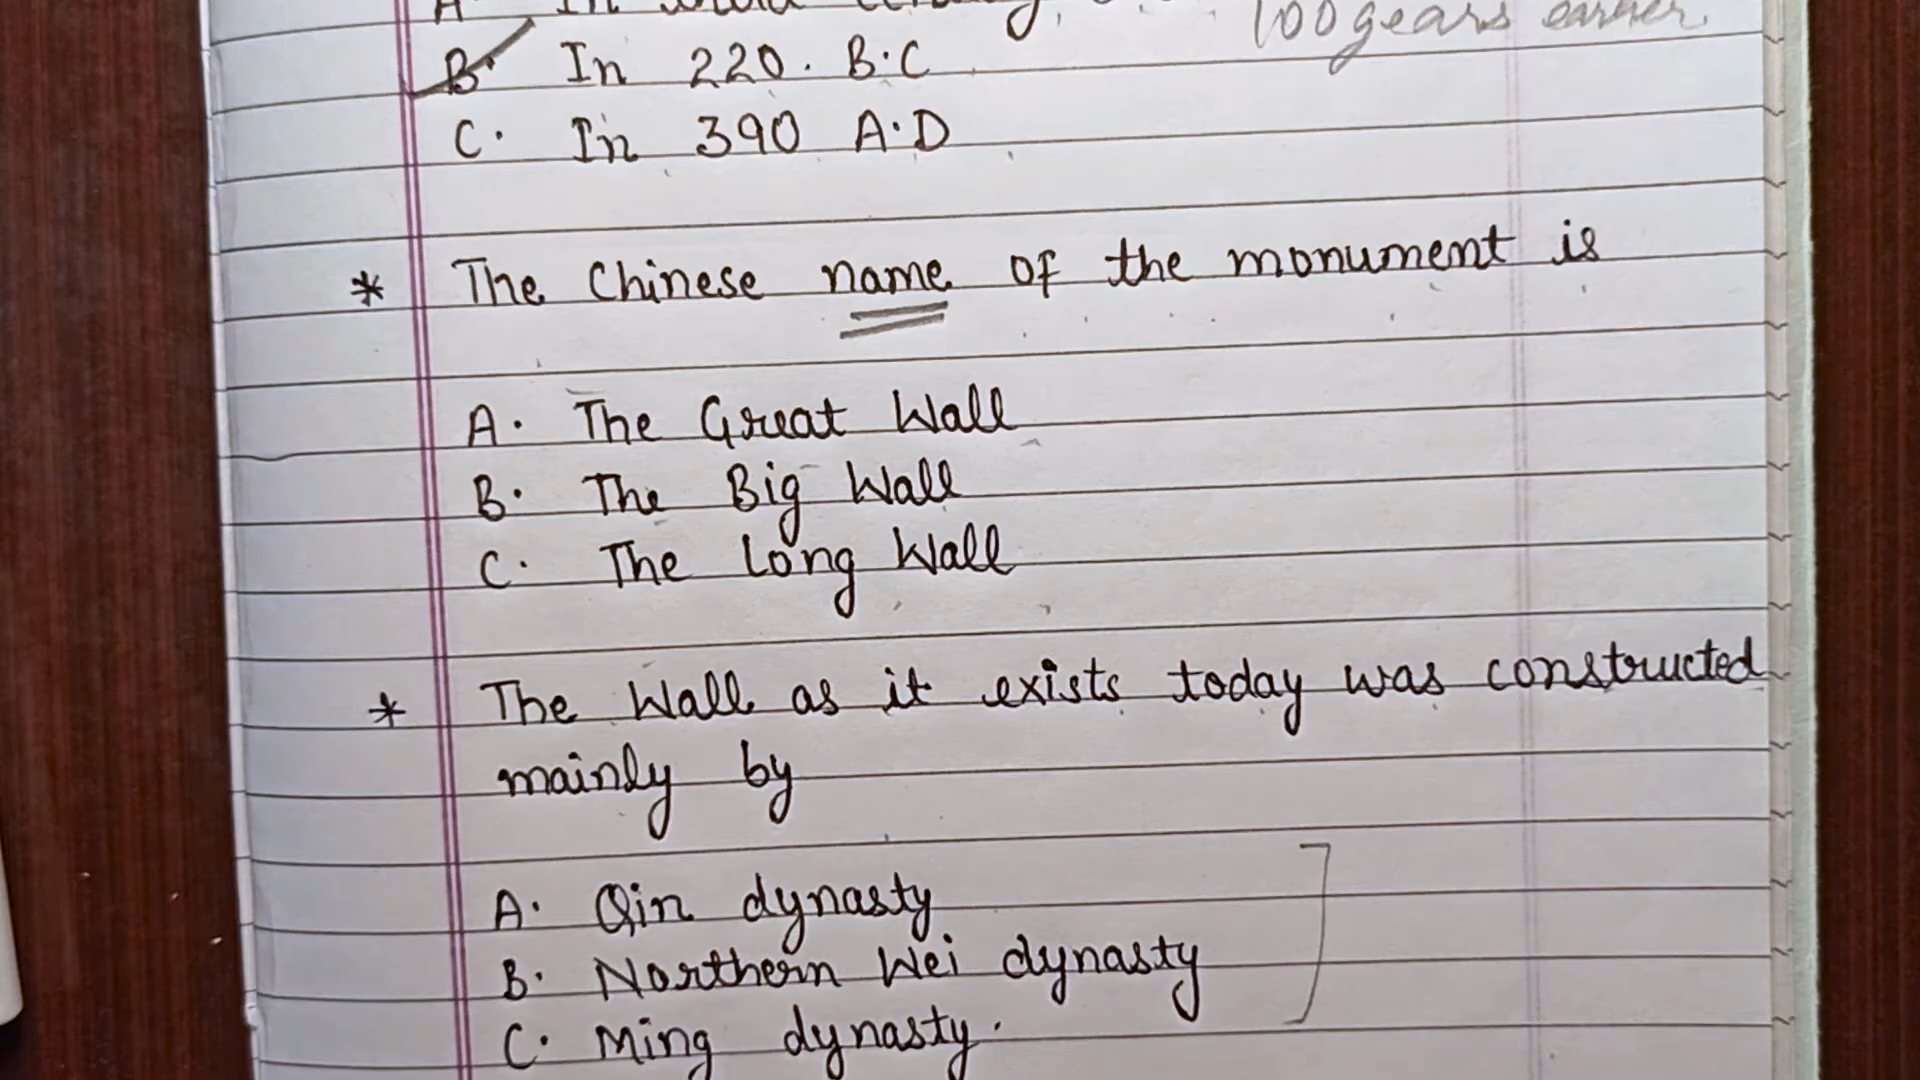 A. In
100 years earlier.
B. In 220. B.C
C. In 390 A.D
* The Chinese name of the monument is
A. The Great Wall
B. The Big Wall
C. The Long Wall
* The Wall as it exists today was constructed
mainly by
A. Qin dynasty
B. Northern Wei dynasty
C. Ming dynasty.